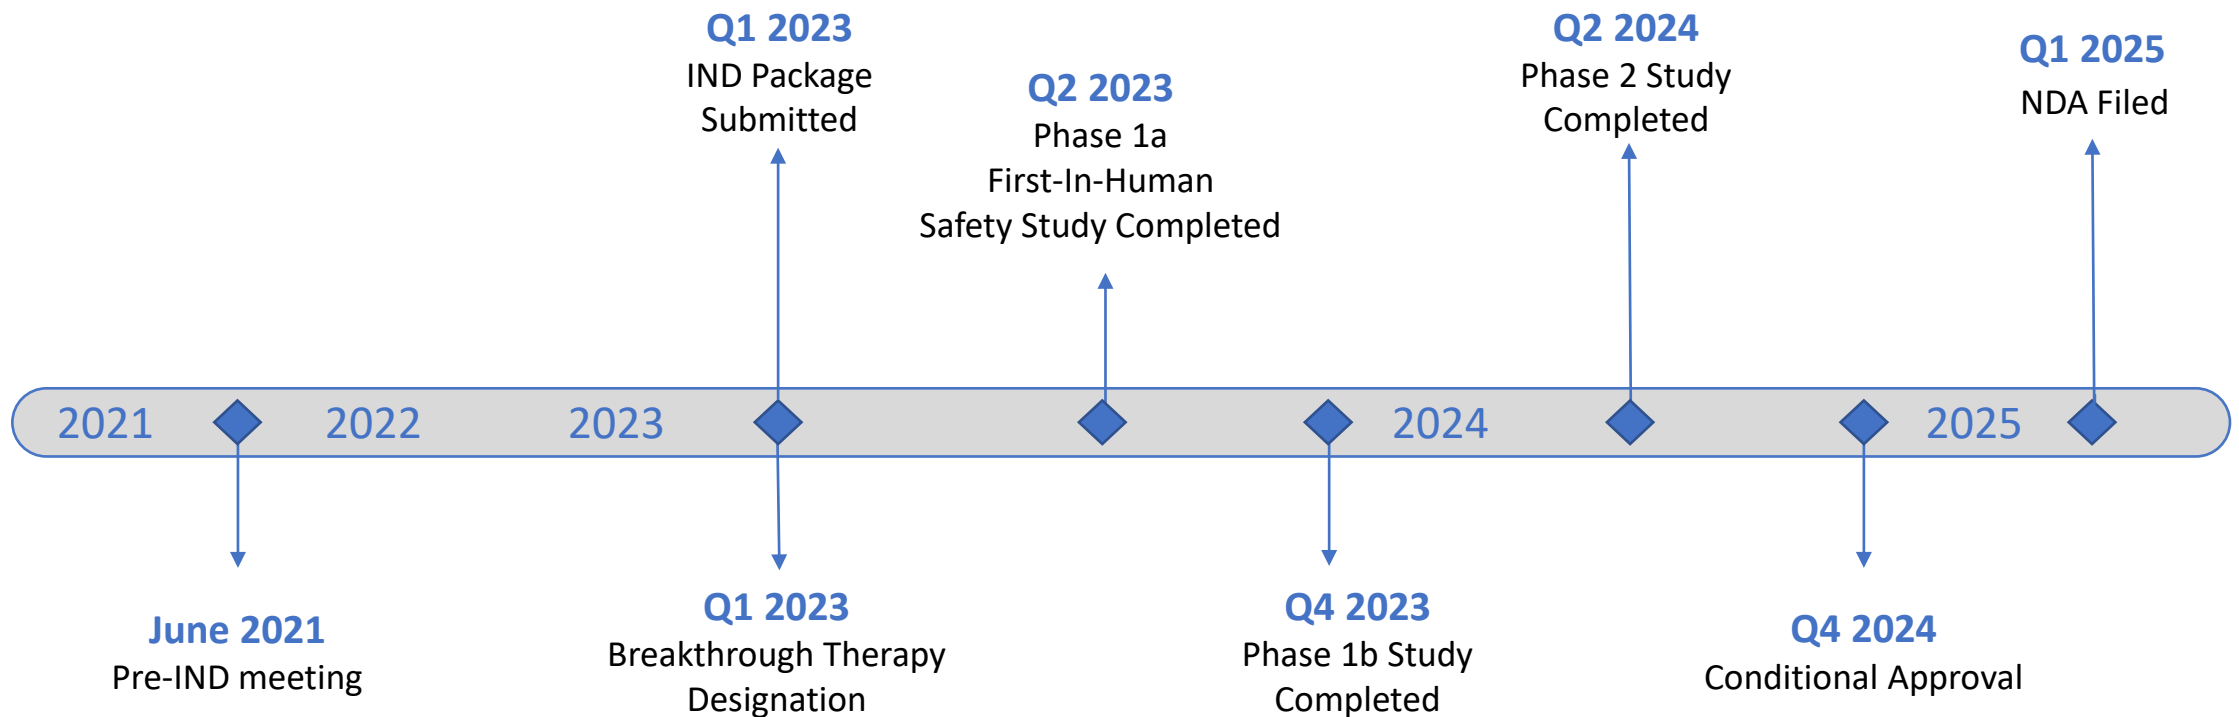 Q1 2023
IND Package
Submitted
Q2 2023
Phase 1a
First-In-Human
Safety Study Completed
Q2 2024
Phase 2 Study
Completed
Q1 2025
NDA Filed
2021
2022
2023
2024
2025
June 2021
Pre-IND meeting
Q1 2023
Breakthrough Therapy
Designation
Q4 2023
Phase 1b Study
Completed
Q4 2024
Conditional Approval